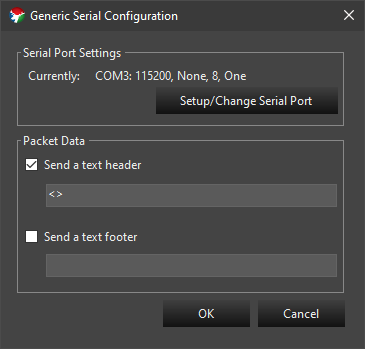 Generic Serial Configuration
Serial Port Settings
Currently: COM3: 115200, None, 8, One
Setup/Change Serial Port
Packet Data
Send a text header
<>
Send a text footer
OK Cancel